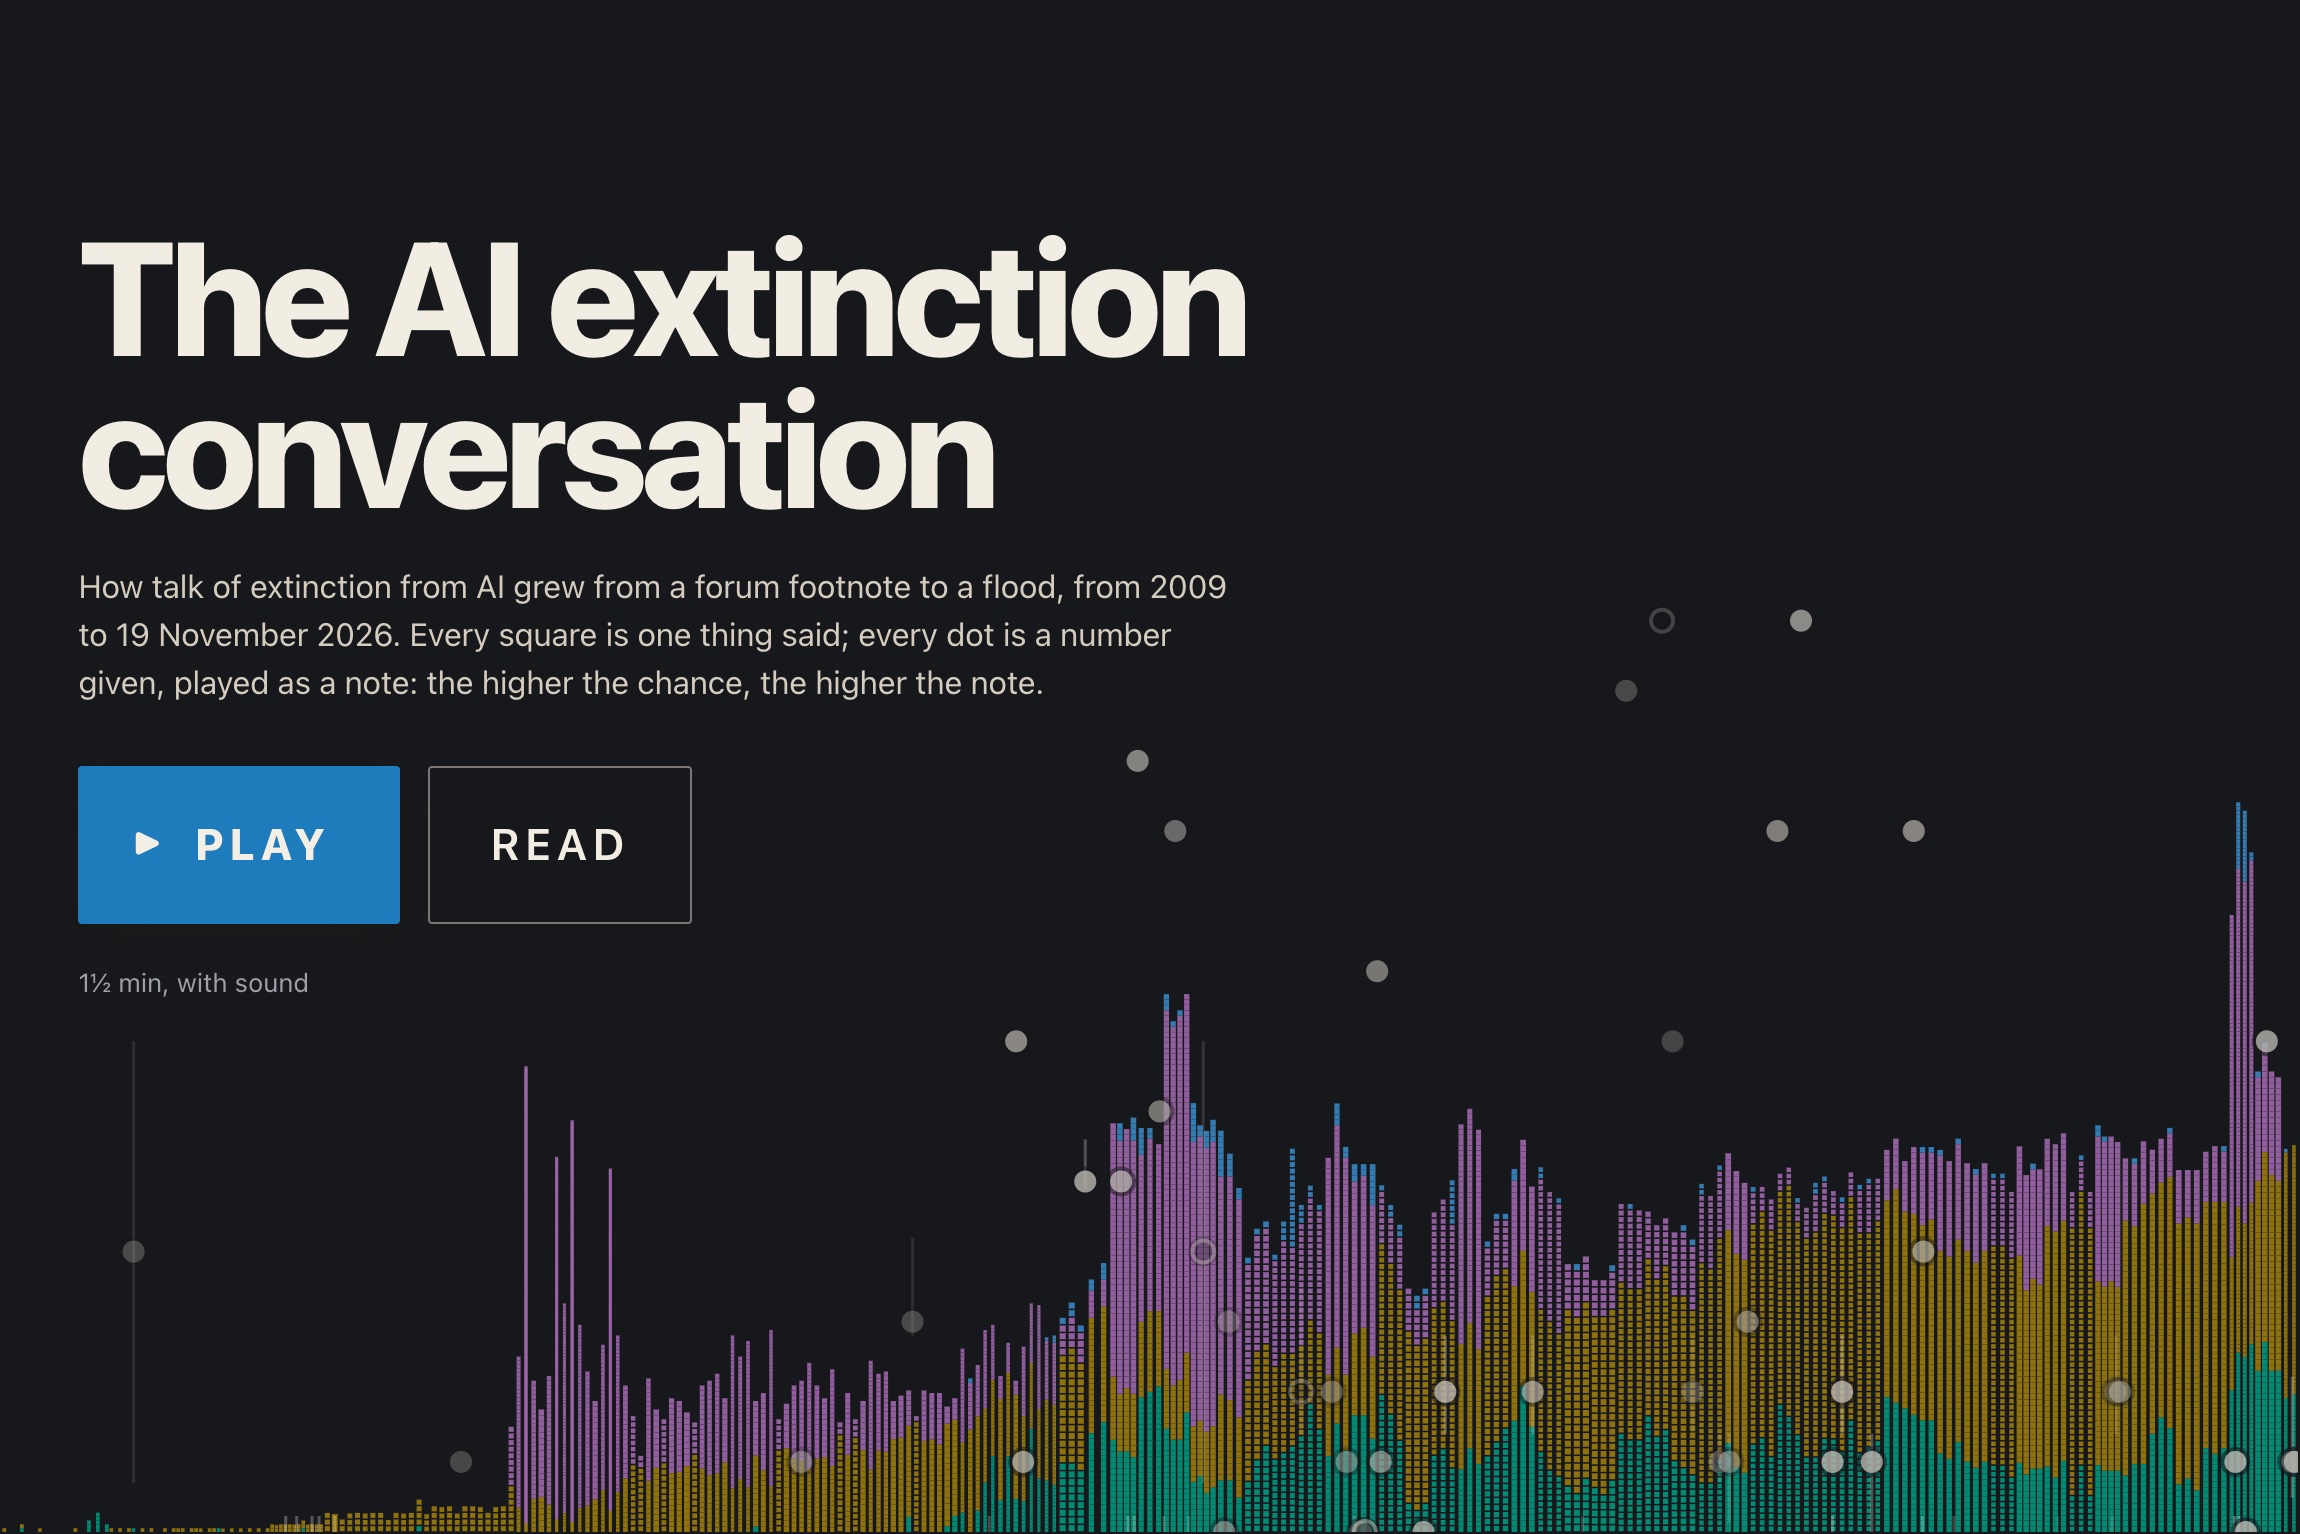 The AI extinction
conversation
How talk of extinction from AI grew from a forum footnote to a flood, from 2009
to 19 November 2026. Every square is one thing said; every dot is a number
given, played as a note: the higher the chance, the higher the note.
PLAY
READ
1½ min, with sound